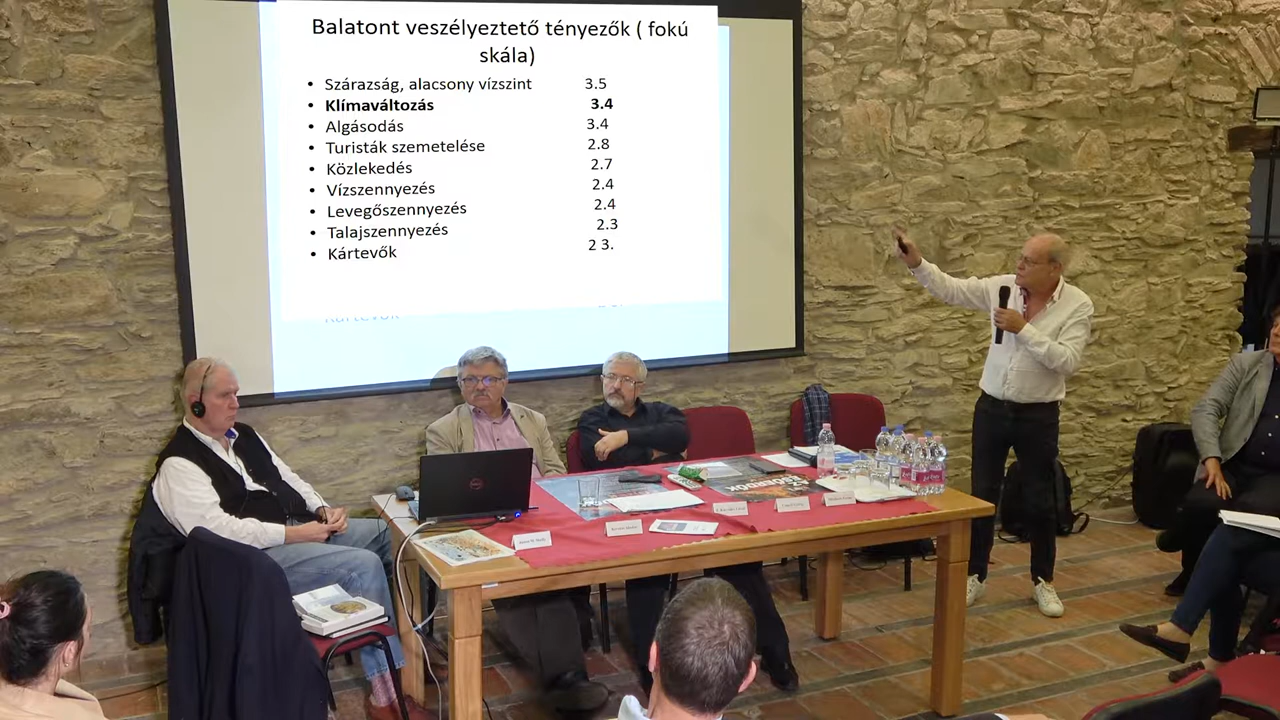 Balatont veszélyeztető tényezők ( fokú
skála)
• Szárazság, alacsony vízszint 3.5
• Klímaváltozás 3.4
• Algásodás 3.4
• Turisták szemetelése 2.8
• Közlekedés 2.7
• Vízszennyezés 2.4
• Levegőszennyezés 2.4
• Talajszennyezés 2.3
• Kártevők 2 3.
DELL